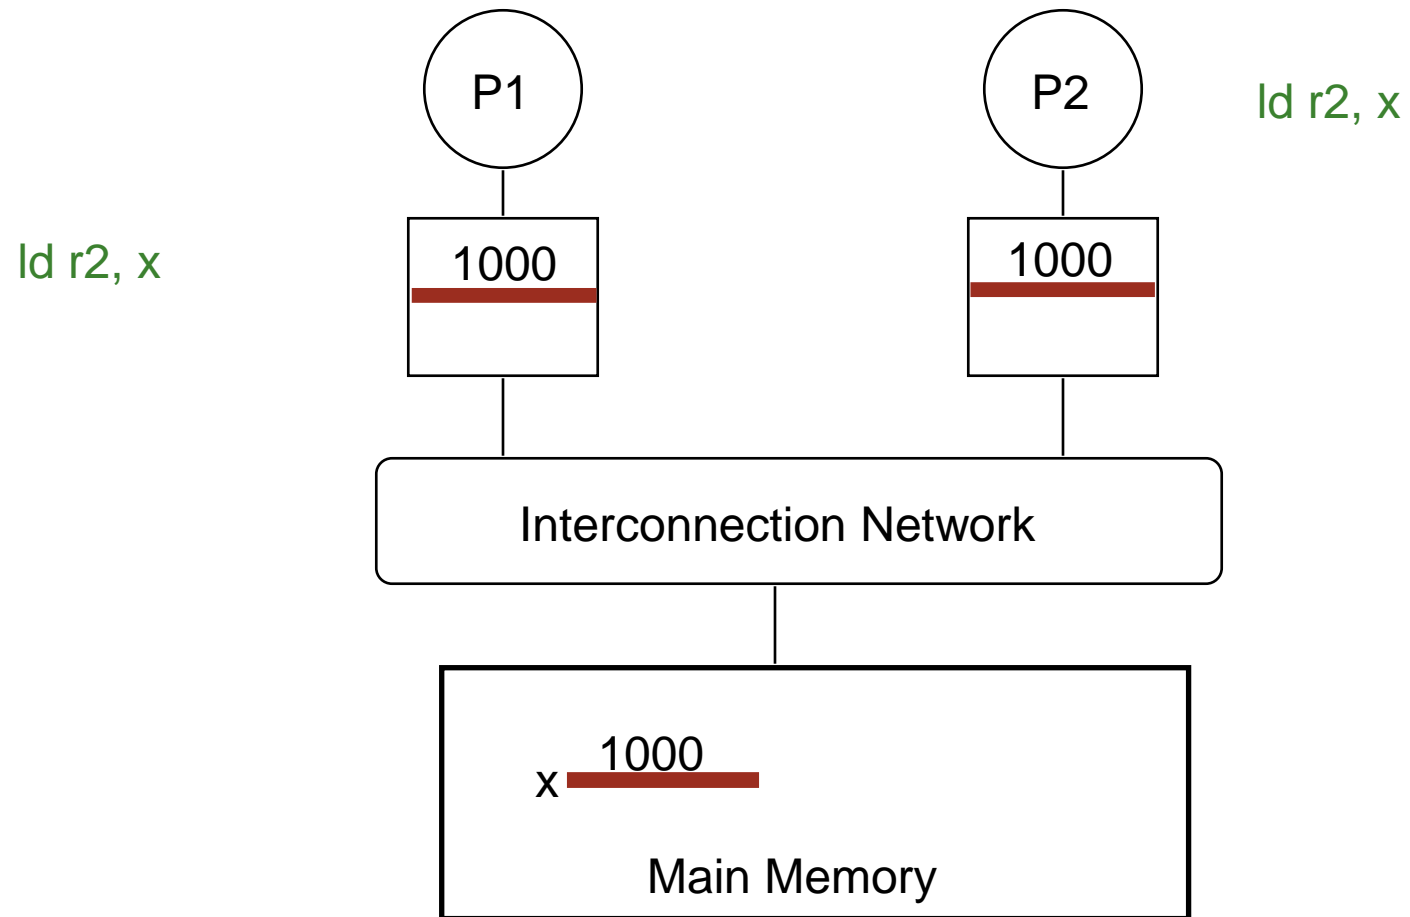 P1
P2
ld r2, x
ld r2, x
1000
1000
Interconnection Network
1000
x
Main Memory